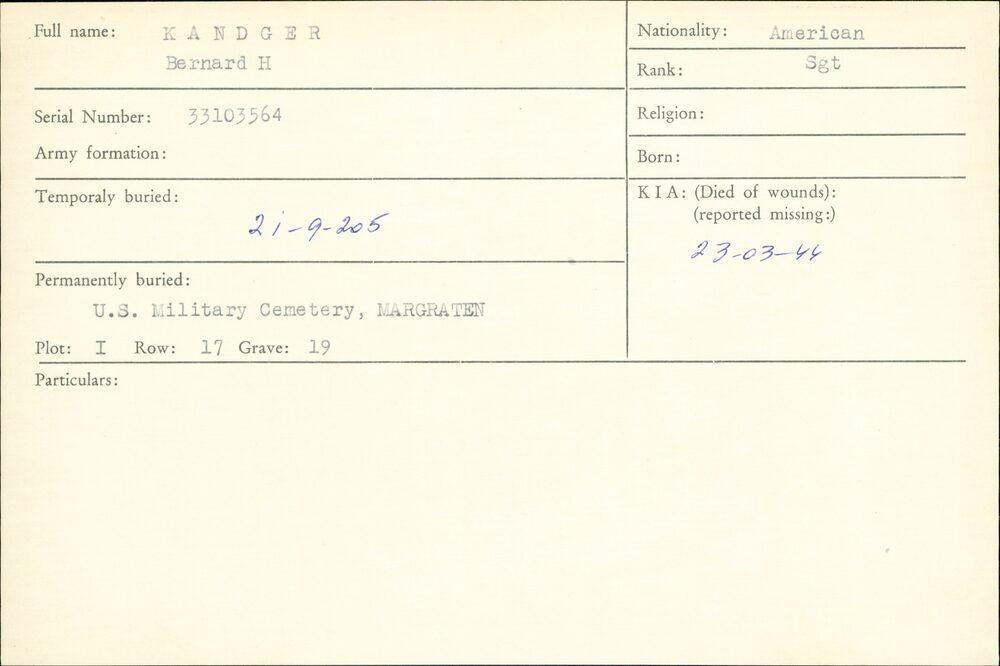 Full name: K A N D G E R
Bernard H
Nationality: American
Rank: Sgt
Serial Number: 33103564
Army formation:
Religion:
Born:
Temporaly buried:
21-9-205
K I A: (Died of wounds):
(reported missing:)
23-03-44
Permanently buried:
U.S. Military Cemetery, MARGRATEN
Plot: I Row: 17 Grave: 19
Particulars: